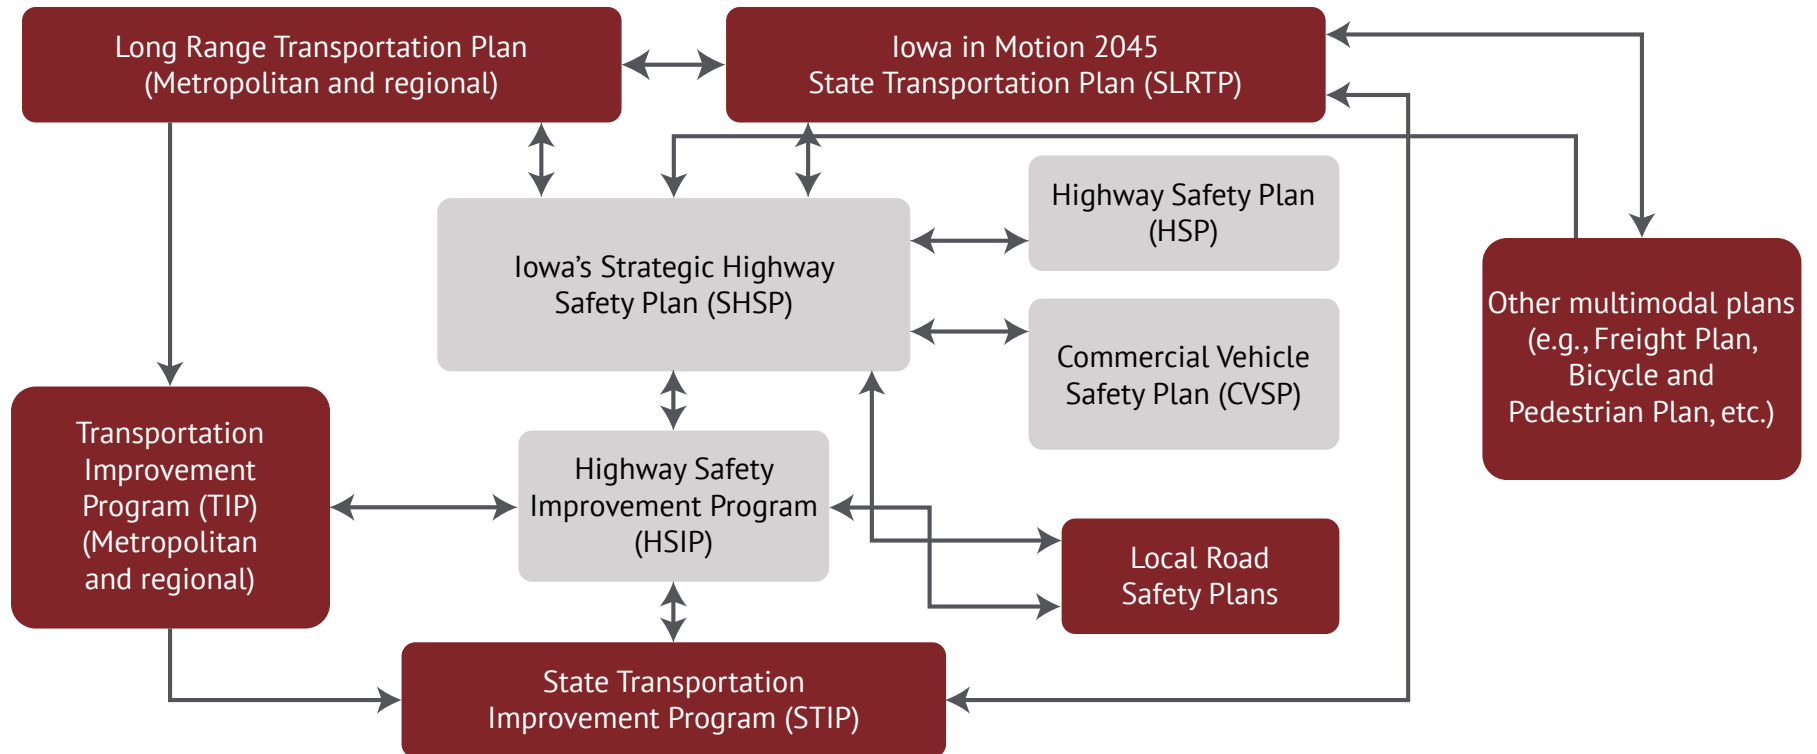 Long Range Transportation Plan
(Metropolitan and regional)
Iowa in Motion 2045
State Transportation Plan (SLRTP)
Highway Safety Plan
(HSP)
Iowa’s Strategic Highway
Safety Plan (SHSP)
Commercial Vehicle
Safety Plan (CVSP)
Other multimodal plans
(e.g., Freight Plan,
Bicycle and
Pedestrian Plan, etc.)
Transportation
Improvement
Program (TIP)
(Metropolitan
and regional)
Highway Safety
Improvement Program
(HSIP)
Local Road
Safety Plans
State Transportation
Improvement Program (STIP)